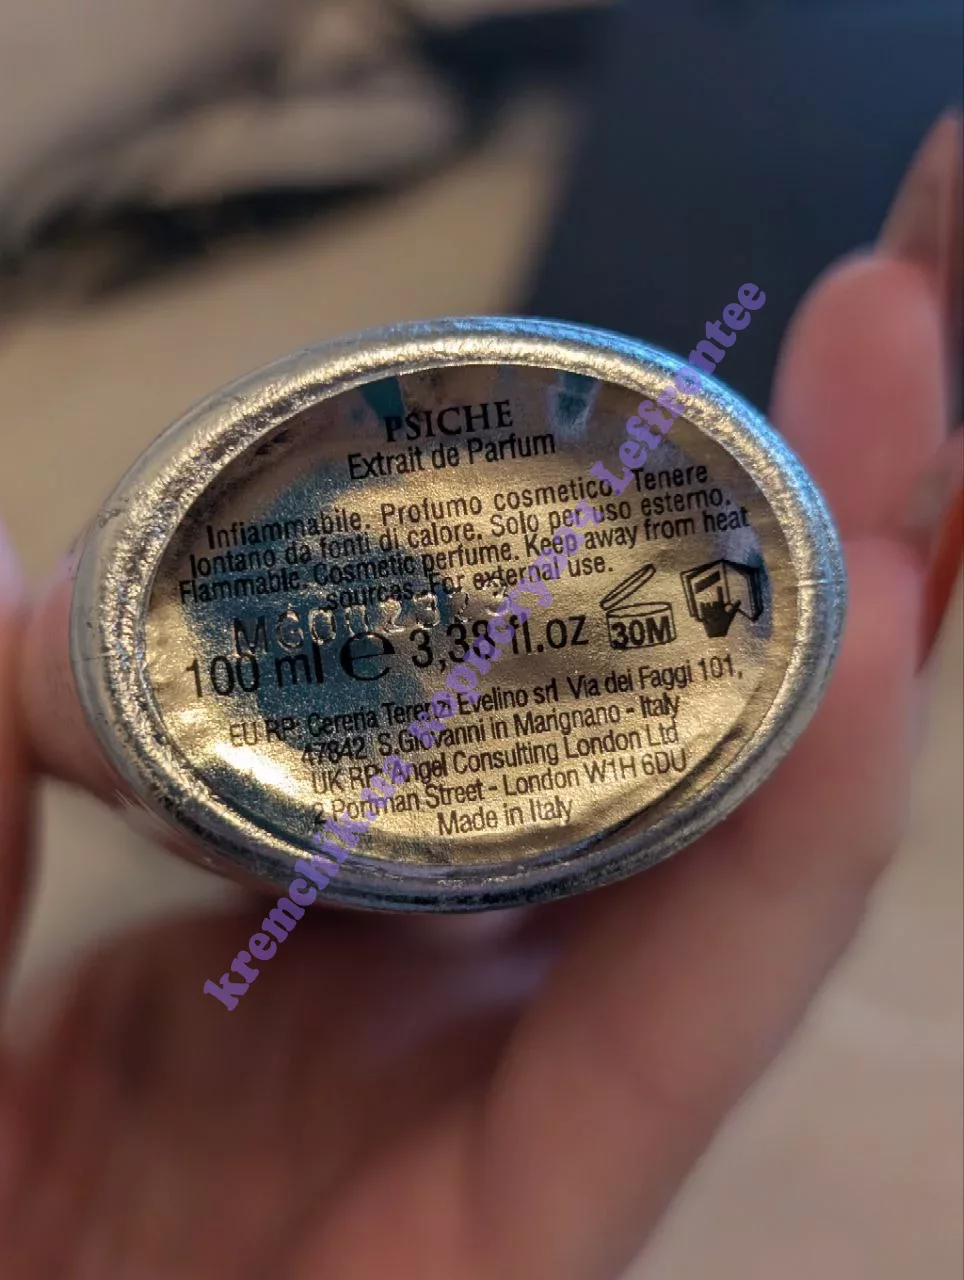 PSICHE
Extrait de Parfum
Infiammabile. Profumo cosmetico. Tenere
lontano da fonti di calore. Solo per uso esterno.
Flammable. Cosmetic perfume. Keep away from heat
sources. For external use.
100 ml e 3,38 fl.oz 30M
EU RP: Cereria Terenzi Evelino srl Via dei Faggi 101,
47842 S.Giovanni in Marignano - Italy
UK RP: Angel Consulting London Ltd
2 Portman Street - London W1H 6DU
Made in Italy